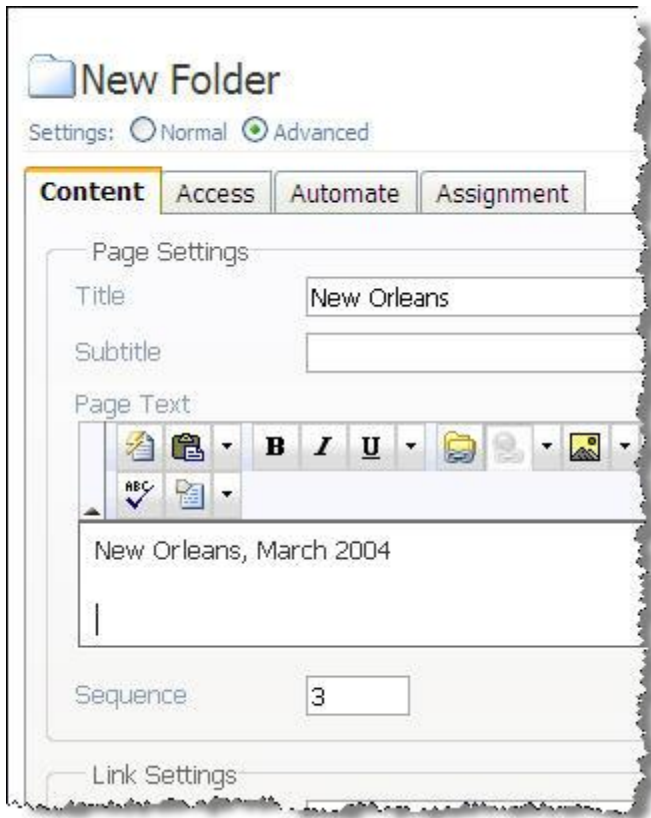 New Folder
Settings: Normal Advanced
Content Access Automate Assignment
Page Settings
Title New Orleans
Subtitle
Page Text
B I U
ABC
New Orleans, March 2004
Sequence 3
Link Settings